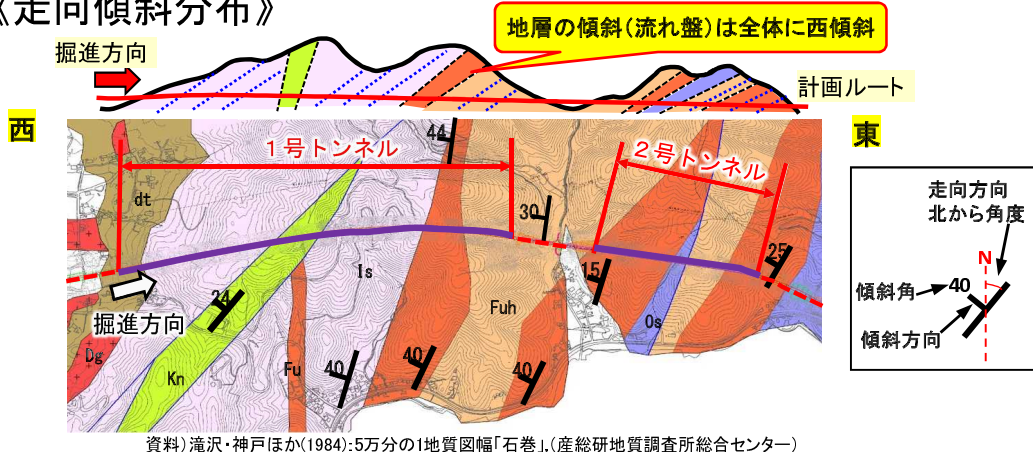 《走向傾斜分布》
地層の傾斜(流れ盤)は全体に西傾斜
掘進方向
計画ルート
西
東
1号トンネル
2号トンネル
44
dt
30
25
15
Is
34
掘進方向
Fuh
Os
Dg
Kn
Fu
40
40
40
走向方向
北から角度
N
傾斜角
40
傾斜方向
資料)滝沢・神戸ほか(1984):5万分の1地質図幅「石巻」,(産総研地質調査所総合センター)